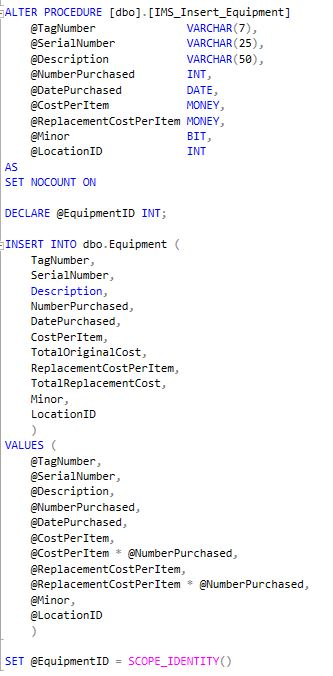 ALTER PROCEDURE [dbo].[IMS_Insert_Equipment]
@TagNumber VARCHAR(7),
@SerialNumber VARCHAR(25),
@Description VARCHAR(50),
@NumberPurchased INT,
@DatePurchased DATE,
@CostPerItem MONEY,
@ReplacementCostPerItem MONEY,
@Minor BIT,
@LocationID INT
AS
SET NOCOUNT ON
DECLARE @EquipmentID INT;
INSERT INTO dbo.Equipment (
TagNumber,
SerialNumber,
Description,
NumberPurchased,
DatePurchased,
CostPerItem,
TotalOriginalCost,
ReplacementCostPerItem,
TotalReplacementCost,
Minor,
LocationID
)
VALUES (
@TagNumber,
@SerialNumber,
@Description,
@NumberPurchased,
@DatePurchased,
@CostPerItem,
@CostPerItem * @NumberPurchased,
@ReplacementCostPerItem,
@ReplacementCostPerItem * @NumberPurchased,
@Minor,
@LocationID
)
SET @EquipmentID = SCOPE_IDENTITY()